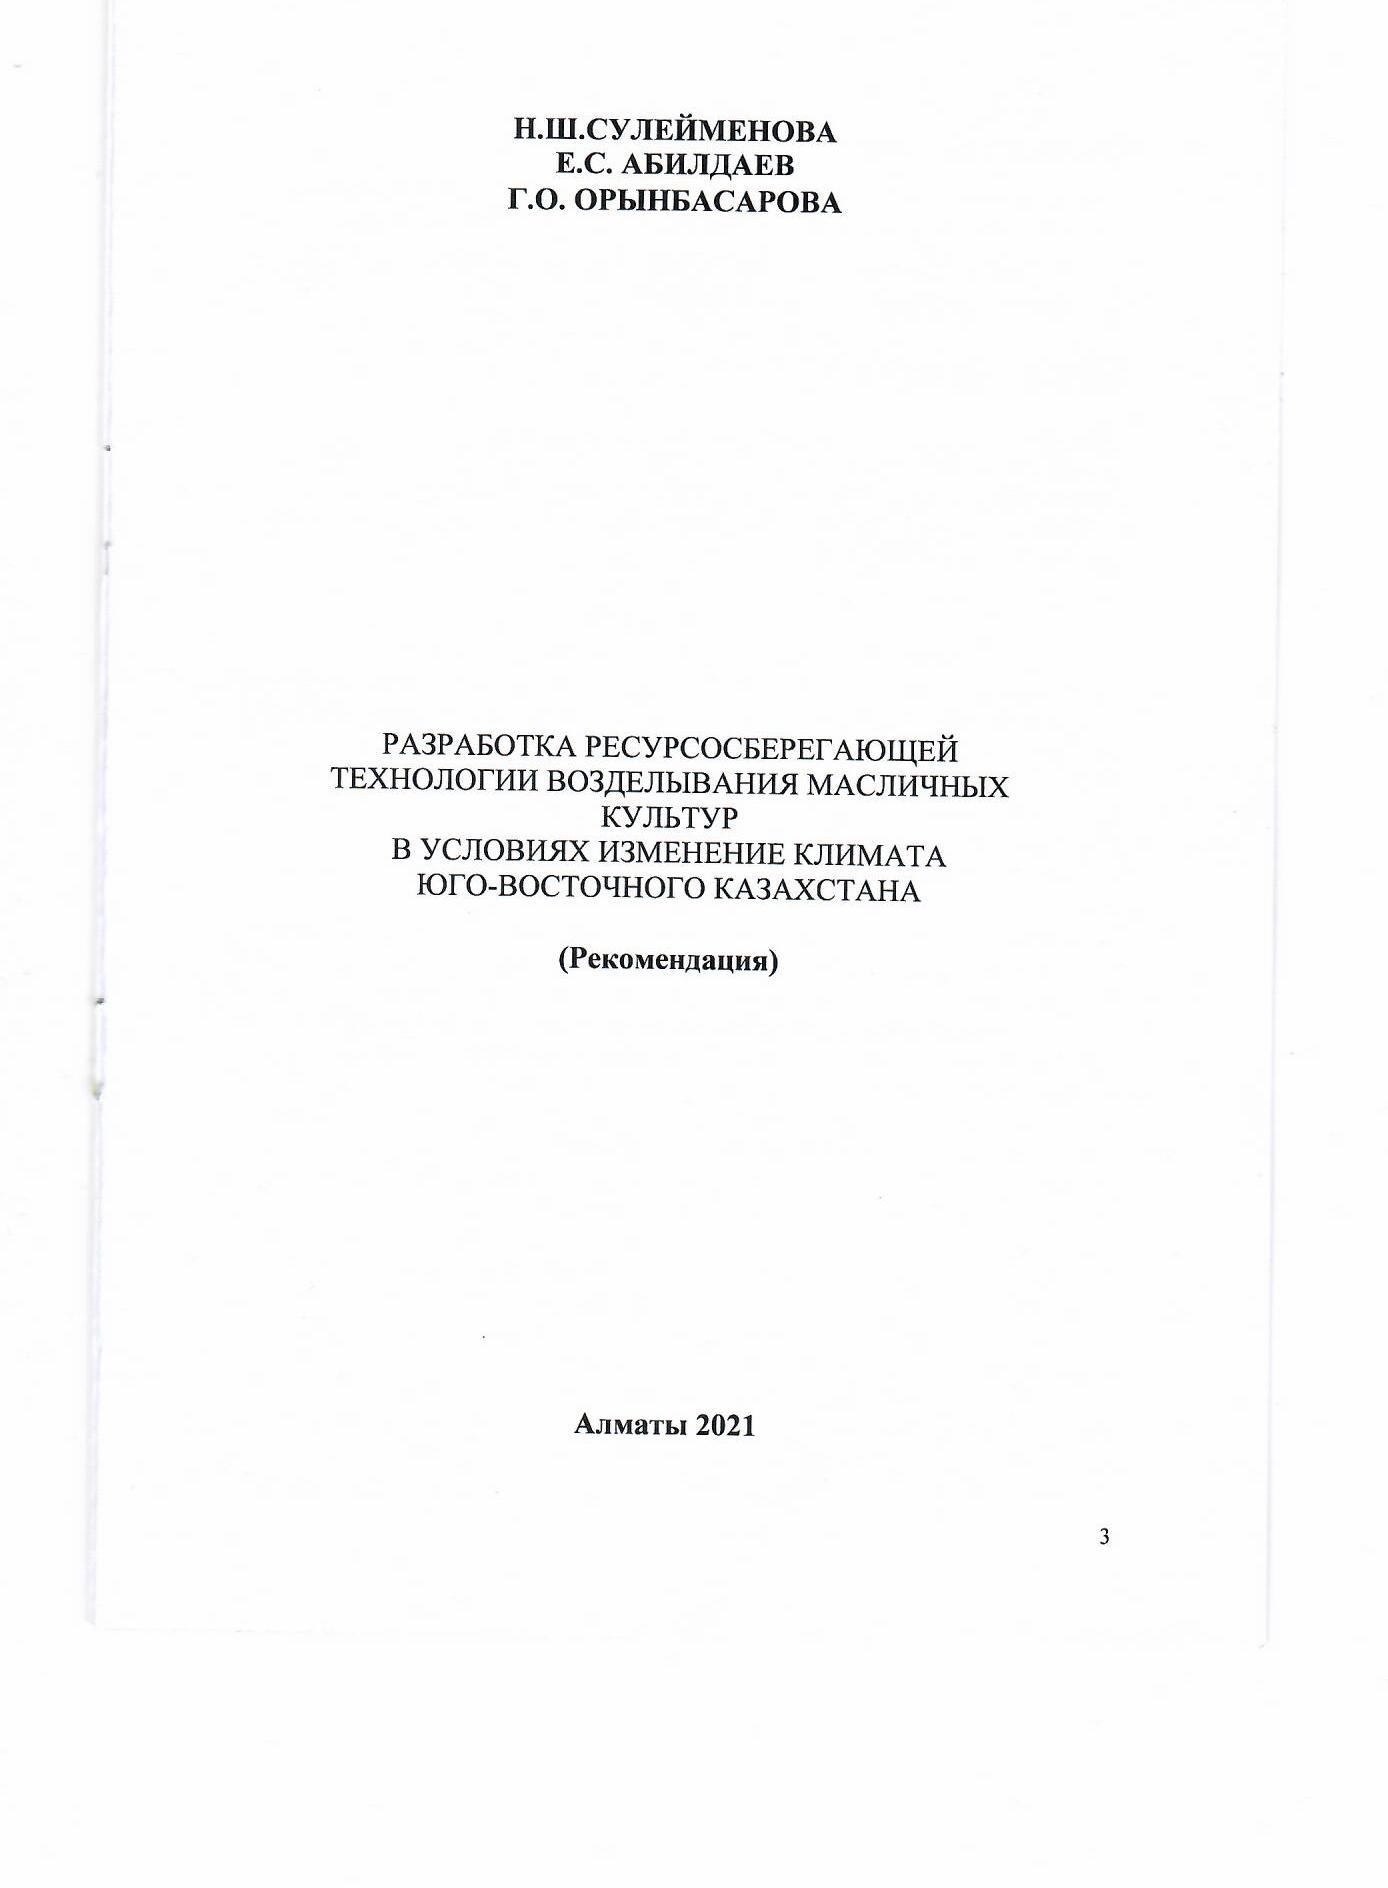 Н.Ш.СУЛЕЙМЕНОВА
Е.С. АБИЛДАЕВ
Г.О. ОРЫНБАСАРОВА
РАЗРАБОТКА РЕСУРСОСБЕРЕГАЮЩЕЙ
ТЕХНОЛОГИИ ВОЗДЕЛЫВАНИЯ МАСЛИЧНЫХ
КУЛЬТУР
В УСЛОВИЯХ ИЗМЕНЕНИЕ КЛИМАТА
ЮГО-ВОСТОЧНОГО КАЗАХСТАНА
(Рекомендация)
Алматы 2021
3